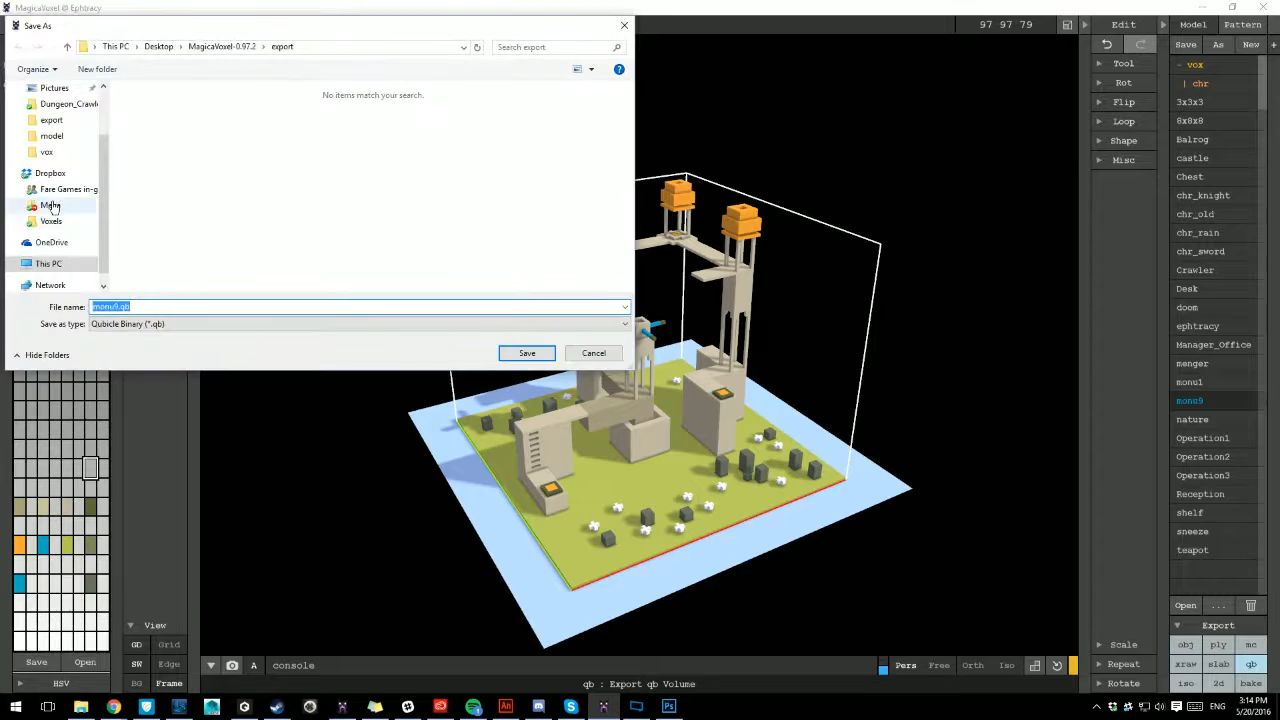 MagicaVoxel @ Ephtracy
Save As
This PC
Desktop
MagicaVoxel-0.97.2
export
Search export
Organize
New folder
Pictures
Dungeon_Crawle
export
model
vox
Dropbox
Fare Games in-g
Voxels
OneDrive
This PC
Network
No items match your search.
File name:
monu9.qb
Save as type:
Qubicle Binary (*.qb)
Hide Folders
Save
Cancel
97 97 79
Edit
Tool
Rot
Flip
Loop
Shape
Misc
Scale
Repeat
Rotate
Model
Pattern
Save
As
New
+
- vox
| chr
3x3x3
8x8x8
Balrog
castle
Chest
chr_knight
chr_old
chr_rain
chr_sword
Crawler
Desk
doom
ephtracy
Manager_Office
menger
monu1
monu9
nature
Operation1
Operation2
Operation3
Reception
shelf
sneeze
teapot
Open
...
Export
obj
ply
mc
xraw
slab
qb
iso
2d
bake
Save
Open
HSV
View
GD
Grid
SW
Edge
BG
Frame
A
console
Pers
Free
Orth
Iso
qb : Export qb Volume
An
Ps
3:14 PM
5/20/2016